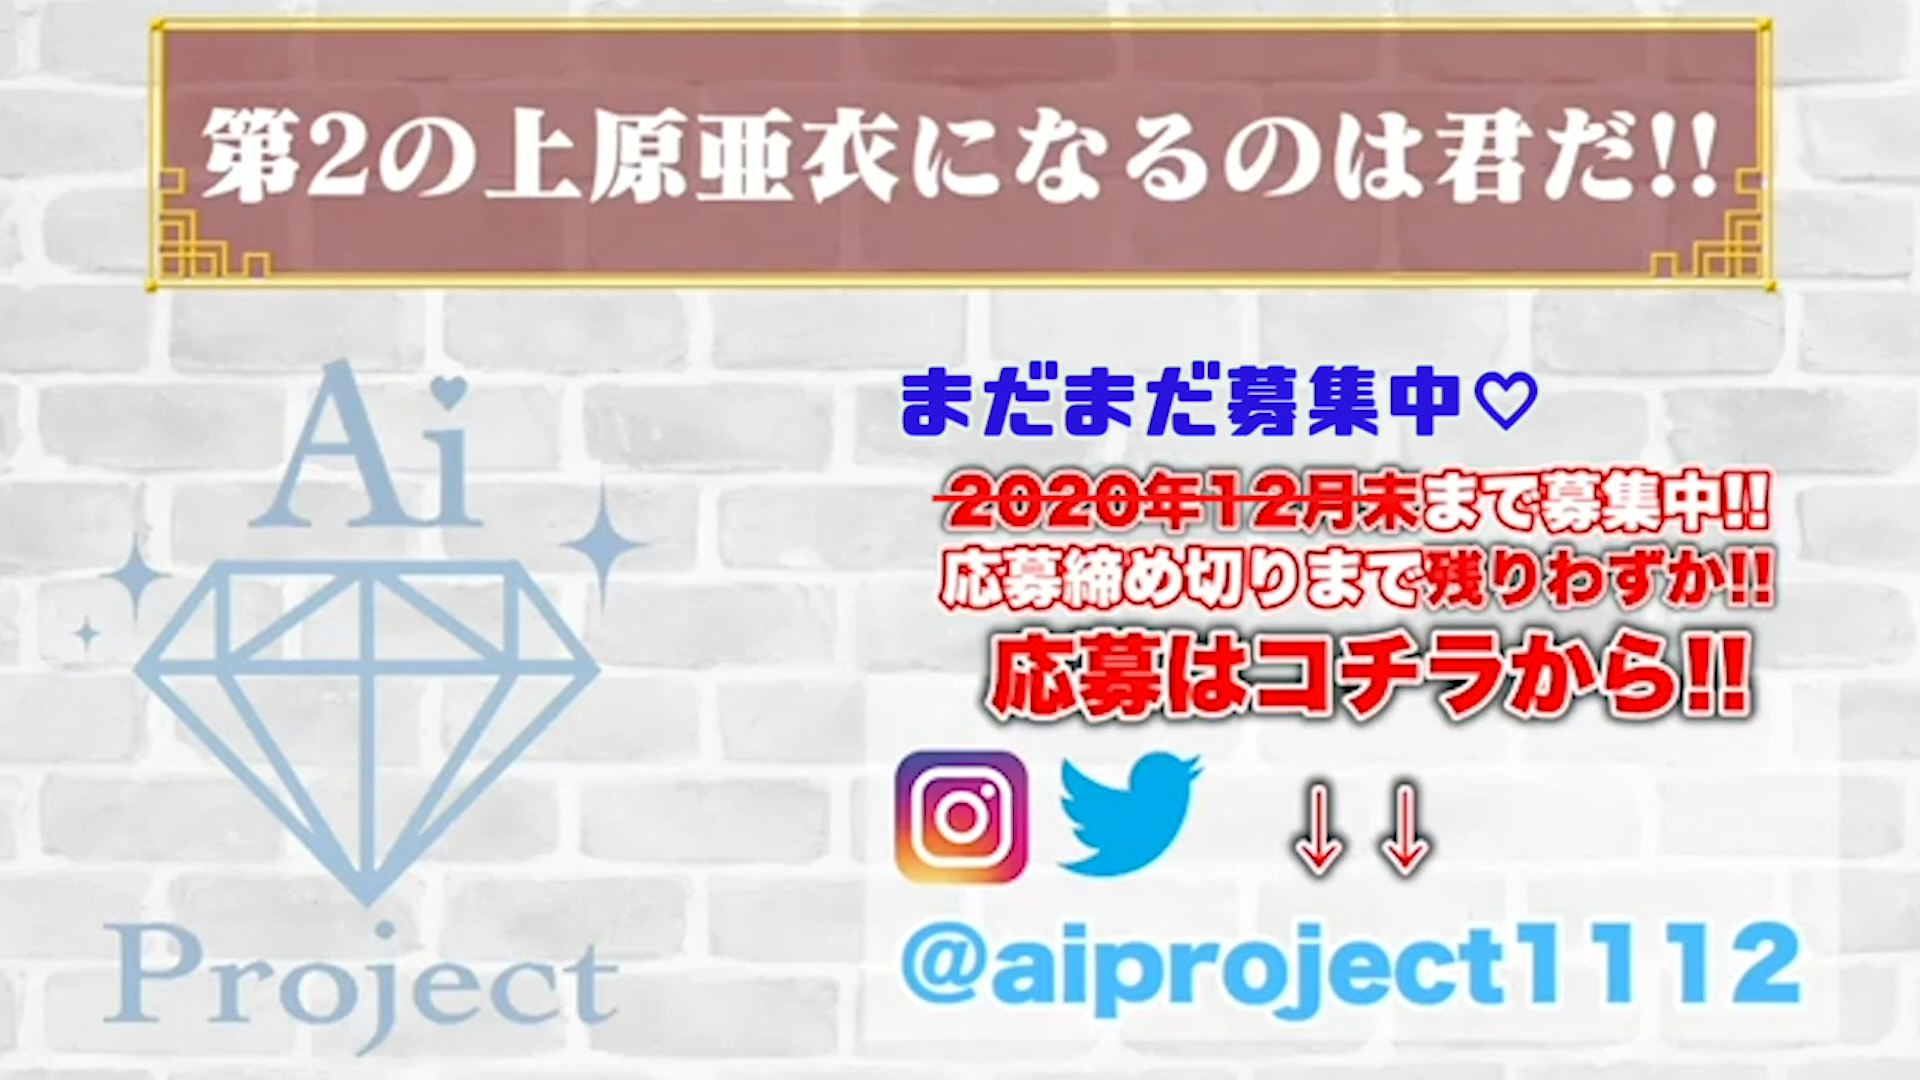 第2の上原亜衣になるのは君だ!!
Ai
Project
まだまだ募集中♡
2020年12月末まで募集中!!
応募締め切りまで残りわずか!!
応募はコチラから!!
↓↓
@aiproject1112